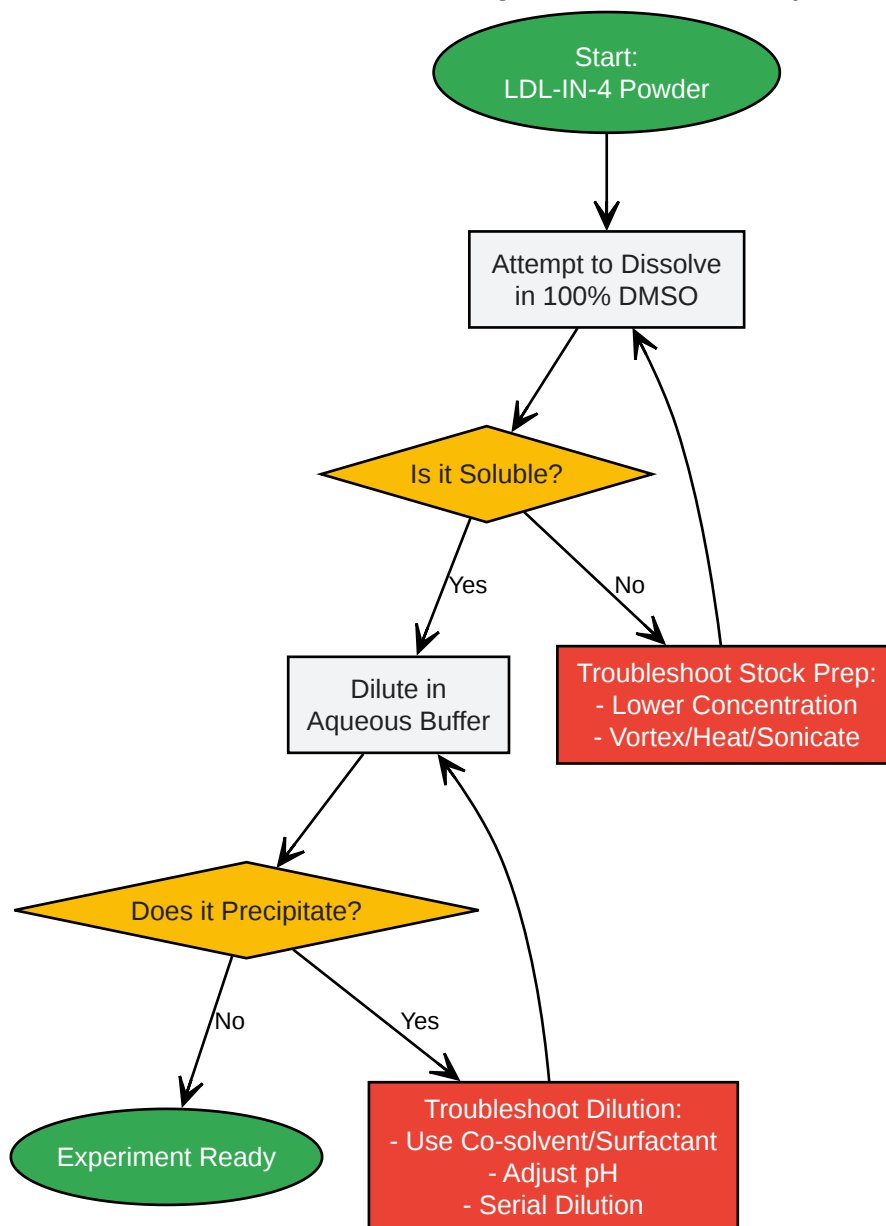 Start:
LDL-IN-4 Powder
Attempt to Dissolve
in 100% DMSO
Is it Soluble?
Yes
No
Dilute in
Aqueous Buffer
Troubleshoot Stock Prep:
- Lower Concentration
- Vortex/Heat/Sonicate
Does it Precipitate?
No
Yes
Experiment Ready
Troubleshoot Dilution:
- Use Co-solvent/Surfactant
- Adjust pH
- Serial Dilution